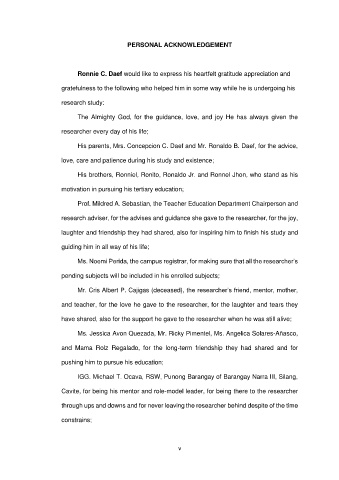 PERSONAL ACKNOWLEDGEMENT
Ronnie C. Daef would like to express his heartfelt gratitude appreciation and
gratefulness to the following who helped him in some way while he is undergoing his
research study:
The Almighty God, for the guidance, love, and joy He has always given the
researcher every day of his life;
His parents, Mrs. Concepcion C. Daef and Mr. Ronaldo B. Daef, for the advice,
love, care and patience during his study and existence;
His brothers, Ronniel, Ronito, Ronaldo Jr. and Ronnel Jhon, who stand as his
motivation in pursuing his tertiary education;
Prof. Mildred A. Sebastian, the Teacher Education Department Chairperson and
research adviser, for the advises and guidance she gave to the researcher, for the joy,
laughter and friendship they had shared, also for inspiring him to finish his study and
guiding him in all way of his life;
Ms. Noemi Perida, the campus registrar, for making sure that all the researcher's
pending subjects will be included in his enrolled subjects;
Mr. Cris Albert P. Cajigas (deceased), the researcher's friend, mentor, mother,
and teacher, for the love he gave to the researcher, for the laughter and tears they
have shared, also for the support he gave to the researcher when he was still alive;
Ms. Jessica Avon Quezada, Mr. Ricky Pimentel, Ms. Angelica Solares-Añasco,
and Mama Rolz Regalado, for the long-term friendship they had shared and for
pushing him to pursue his education;
IGG. Michael T. Ocava, RSW, Punong Barangay of Barangay Narra III, Silang,
Cavite, for being his mentor and role-model leader, for being there to the researcher
through ups and downs and for never leaving the researcher behind despite of the time
constrains;
v